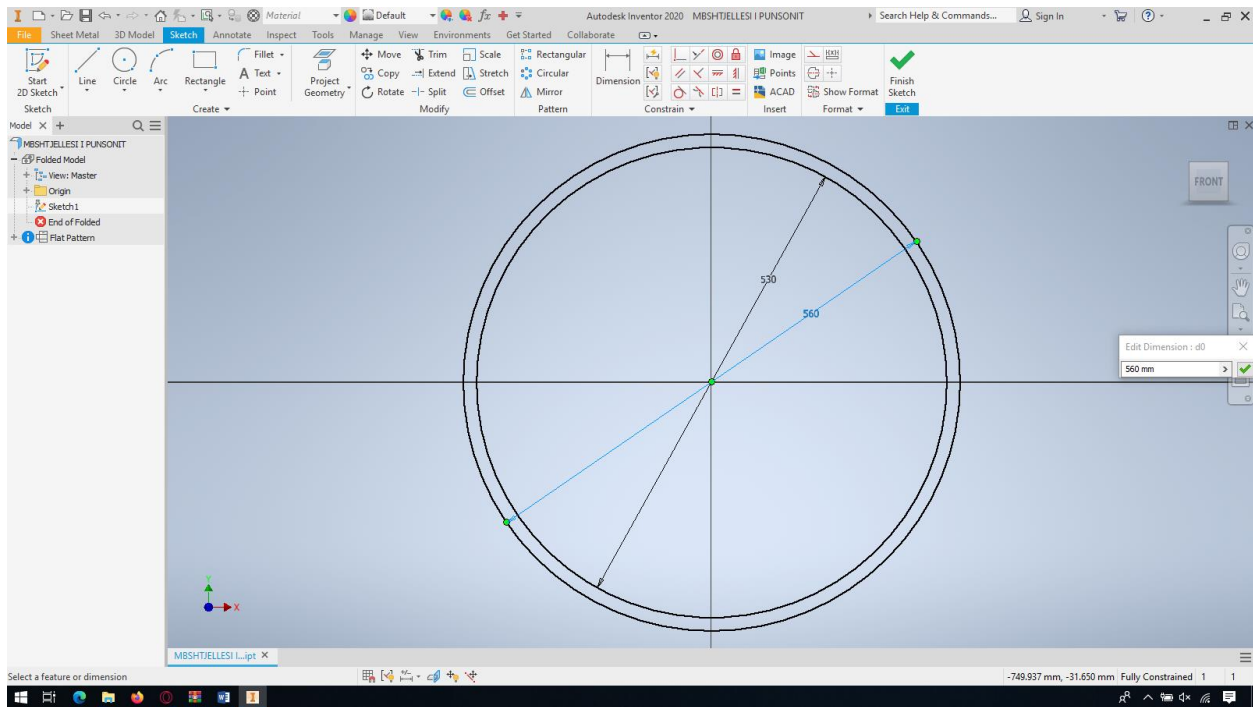 Material Default fx Autodesk Inventor 2020 MBSHTJELLESI I PUNSONIT Search Help & Commands... Sign In
File Sheet Metal 3D Model Sketch Annotate Inspect Tools Manage View Environments Get Started Collaborate
Start 2D Sketch Line Circle Arc Rectangle Fillet Text Point Project Geometry Move Trim Scale Copy Extend Stretch Rotate Split Offset Rectangular Circular Mirror Dimension Image Points ACAD Show Format Finish Sketch
Sketch Create Modify Pattern Constrain Insert Format Exit
Model
MBSHTJELLESI I PUNSONIT
Folded Model
View: Master
Origin
Sketch1
End of Folded
Flat Pattern
FRONT
530
560
Edit Dimension : d0
560 mm
Y
X
MBSHTJELLESI I...ipt
Select a feature or dimension -749.937 mm, -31.650 mm Fully Constrained 1 1